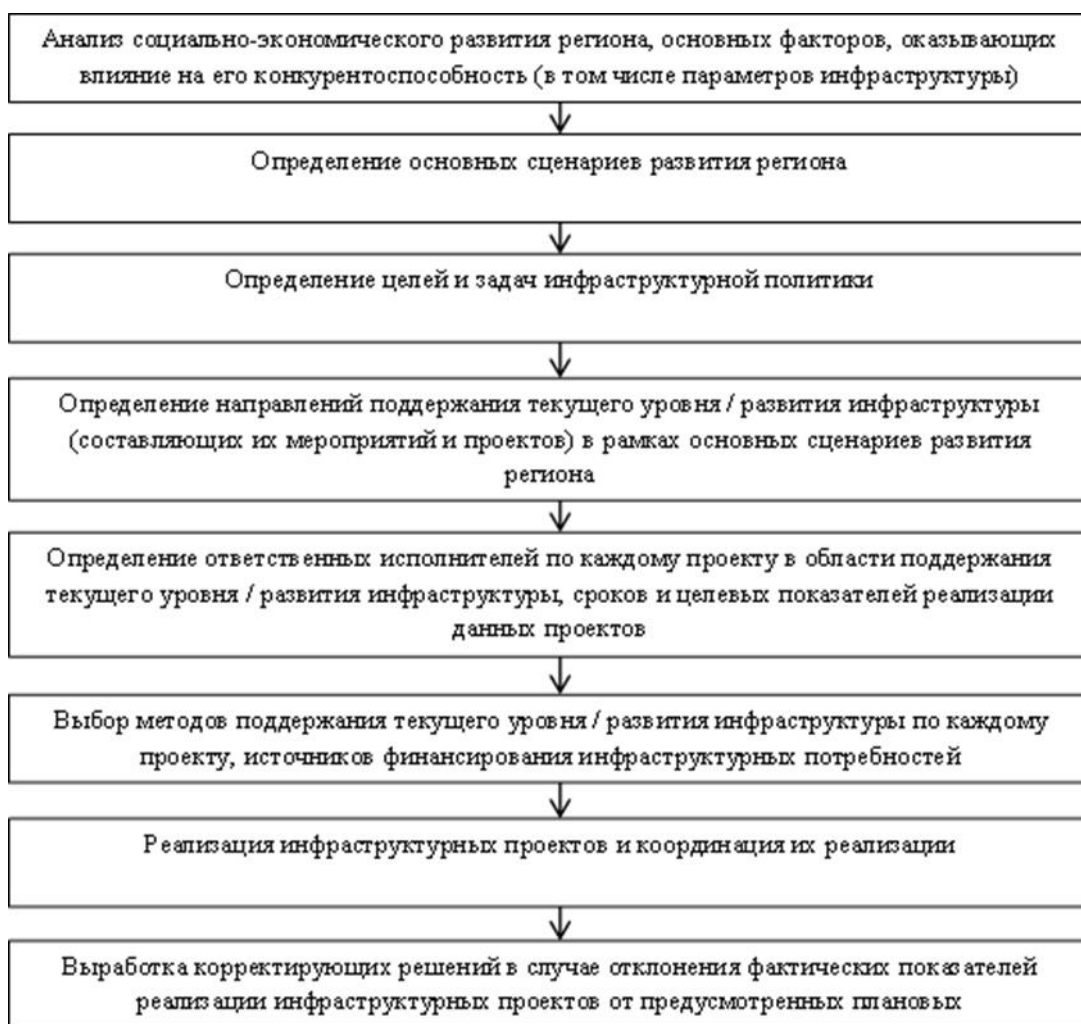 Анализ социально-экономического развития региона, основных факторов, оказывающих
влияние на его конкурентоспособность (в том числе параметров инфраструктуры)
Определение основных сценариев развития региона
Определение целей и задач инфраструктурной политики
Определение направлений поддержания текущего уровня / развития инфраструктуры
(составляющих их мероприятий и проектов) в рамках основных сценариев развития
региона
Определение ответственных исполнителей по каждому проекту в области поддержания
текущего уровня / развития инфраструктуры, сроков и целевых показателей реализации
данных проектов
Выбор методов поддержания текущего уровня / развития инфраструктуры по каждому
проекту, источников финансирования инфраструктурных потребностей
Реализация инфраструктурных проектов и координация их реализации
Выработка корректирующих решений в случае отклонения фактических показателей
реализации инфраструктурных проектов от предусмотренных плановых